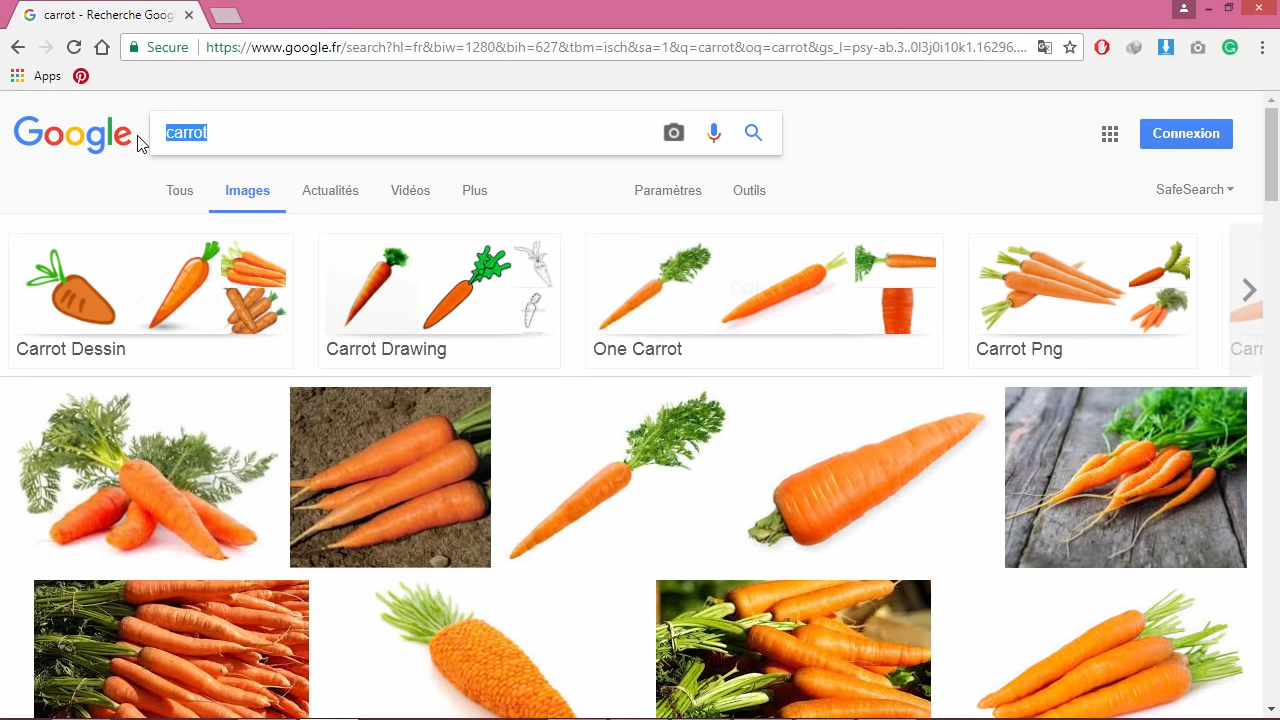 carrot - Recherche Goog
Secure
https://www.google.fr/search?hl=fr&biw=1280&bih=627&tbm=isch&sa=1&q=carrot&oq=carrot&gs_l=psy-ab.3..0l3j0i10k1.16296....
Apps
Google
carrot
Connexion
Tous
Images
Actualités
Vidéos
Plus
Paramètres
Outils
SafeSearch
Carrot Dessin
Carrot Drawing
One Carrot
Carrot Png
Carr